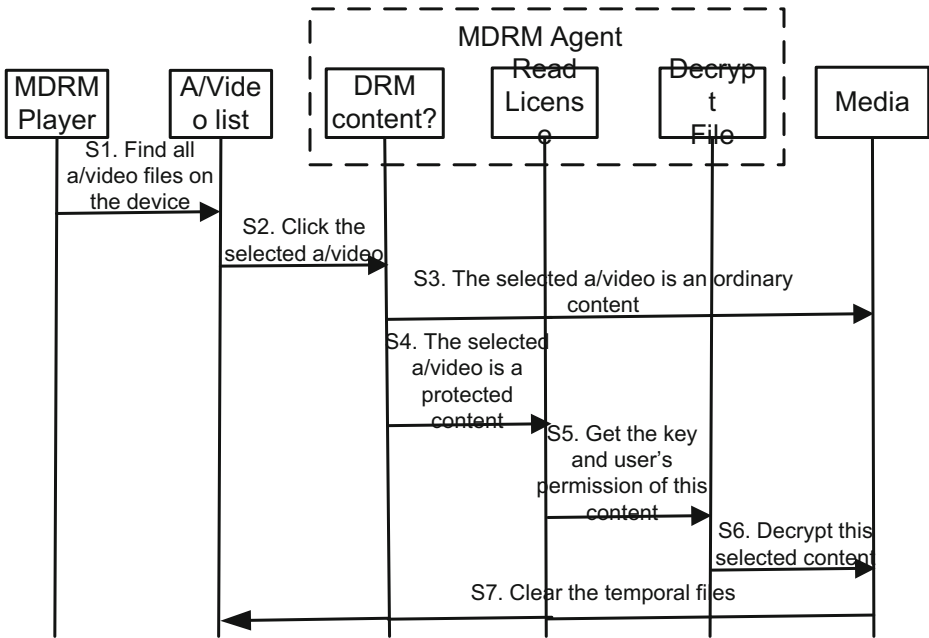 MDRM Agent
MDRM
Player
A/Vide
o list
DRM
content?
Read
Licens
e
Decryp
t
File
Media
S1. Find all
a/video files on
the device
S2. Click the
selected a/video
S3. The selected a/video is an ordinary
content
S4. The selected
a/video is a
protected
content
S5. Get the key
and user's
permission of this
content
S6. Decrypt this
selected content
S7. Clear the temporal files